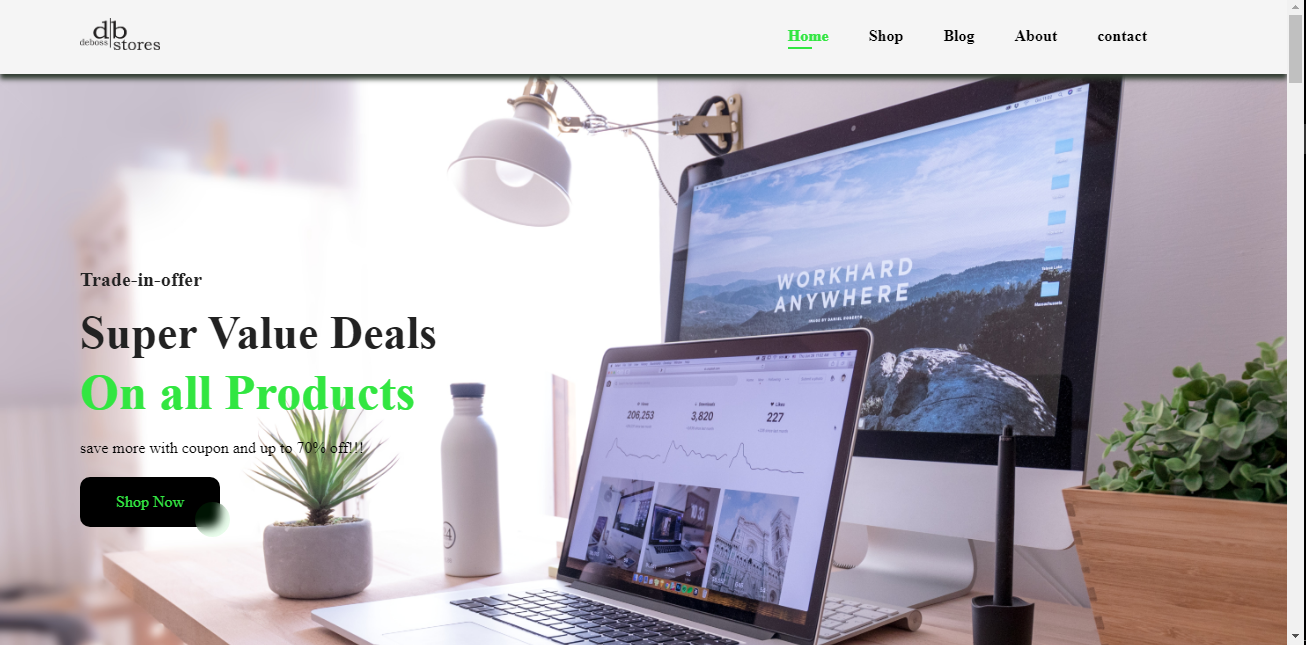 db
deboss stores
Home
Shop
Blog
About
contact
Trade-in-offer
Super Value Deals
On all Products
save more with coupon and up to 70% off!!!
Shop Now
WORKHARD
ANYWHERE
206,253
3,820
227